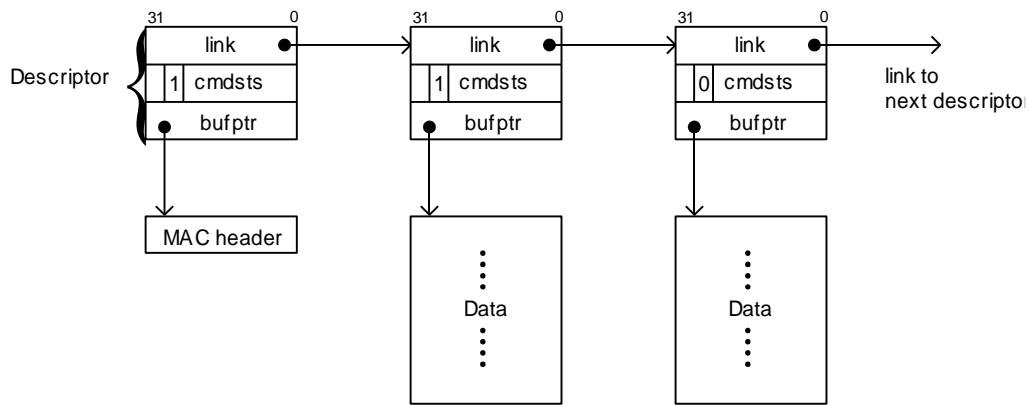 31 0 31 0 31 0
link link link
Descriptor 1 cmdsts 1 cmdsts 0 cmdsts link to
next descripto
bufptr bufptr bufptr
MAC header
Data Data